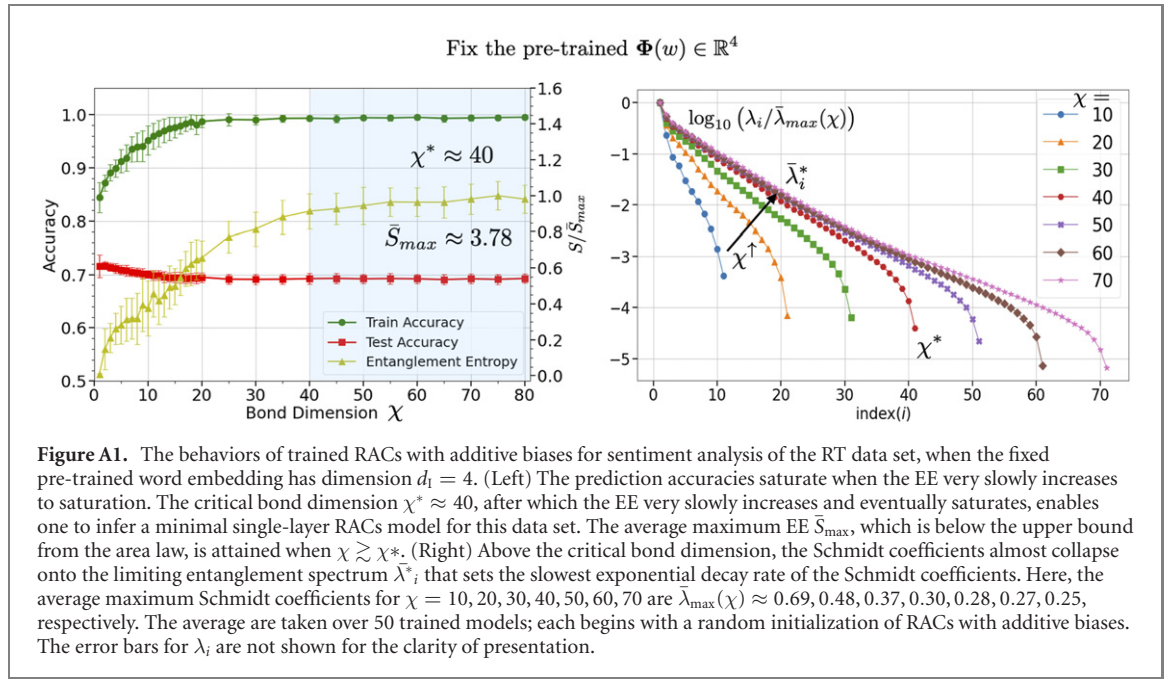 Fix the pre-trained Φ(w) ∈ ℝ⁴
1.0
0.9
0.8
0.7
0.6
0.5
Accuracy
χ* ≈ 40
S̄max ≈ 3.78
Train Accuracy
Test Accuracy
Entanglement Entropy
1.6
1.4
1.2
1.0
0.8
0.6
0.4
0.2
0.0
S/S̄max
0 10 20 30 40 50 60 70 80
Bond Dimension χ
0
−1
−2
−3
−4
−5
log₁₀ (λᵢ/λ̄max(χ))
λ̄ᵢ*
χ↑
χ*
χ =
10
20
30
40
50
60
70
0 10 20 30 40 50 60 70
index(i)
Figure A1. The behaviors of trained RACs with additive biases for sentiment analysis of the RT data set, when the fixed
pre-trained word embedding has dimension d_I = 4. (Left) The prediction accuracies saturate when the EE very slowly increases
to saturation. The critical bond dimension χ* ≈ 40, after which the EE very slowly increases and eventually saturates, enables
one to infer a minimal single-layer RACs model for this data set. The average maximum EE S̄max, which is below the upper bound
from the area law, is attained when χ ≳ χ*. (Right) Above the critical bond dimension, the Schmidt coefficients almost collapse
onto the limiting entanglement spectrum λ̄*ᵢ that sets the slowest exponential decay rate of the Schmidt coefficients. Here, the
average maximum Schmidt coefficients for χ = 10, 20, 30, 40, 50, 60, 70 are λ̄max(χ) ≈ 0.69, 0.48, 0.37, 0.30, 0.28, 0.27, 0.25,
respectively. The average are taken over 50 trained models; each begins with a random initialization of RACs with additive biases.
The error bars for λᵢ are not shown for the clarity of presentation.